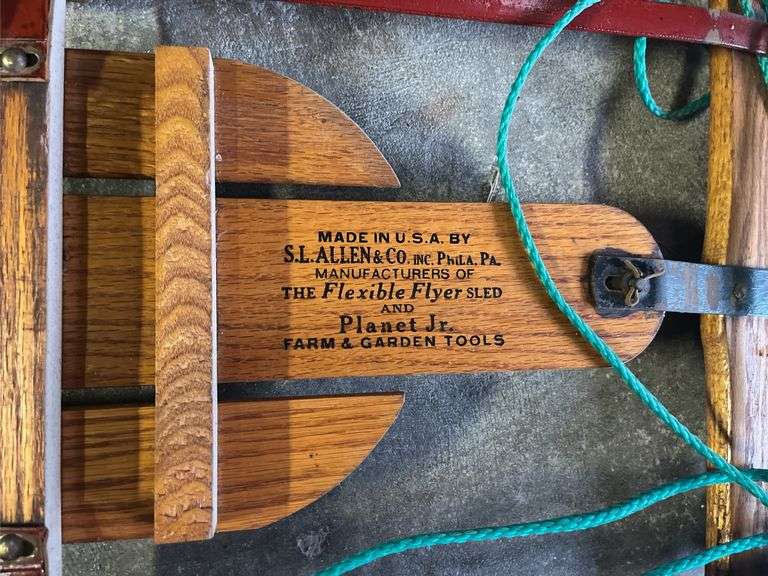 MADE IN U.S.A. BY
S.L. ALLEN & CO. INC. PHILA. PA.
MANUFACTURERS OF
THE Flexible Flyer SLED
AND
Planet Jr.
FARM & GARDEN TOOLS